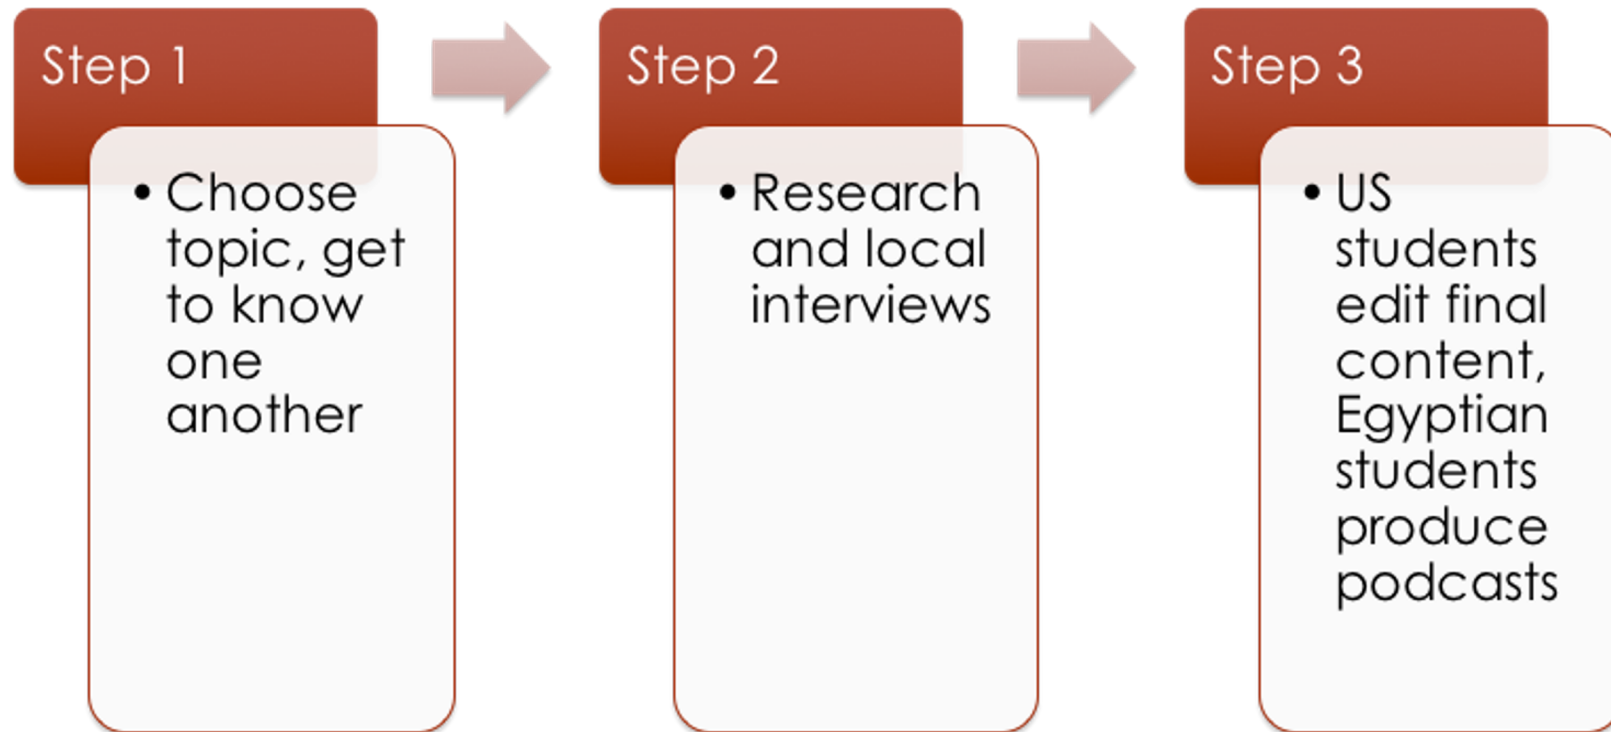 Step 1
• Choose
topic, get
to know
one
another
Step 2
• Research
and local
interviews
Step 3
• US
students
edit final
content,
Egyptian
students
produce
podcasts